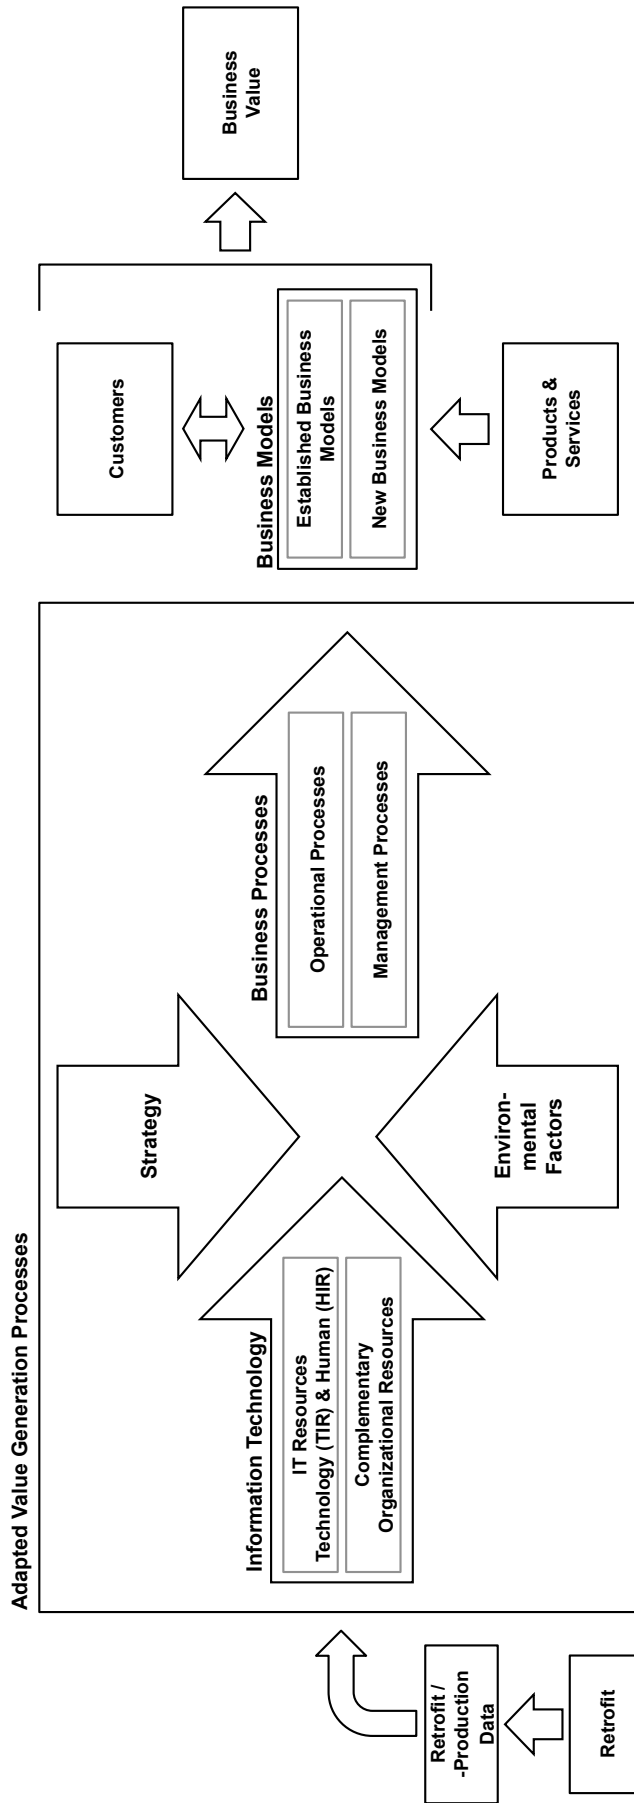 Adapted Value Generation Processes
Retrofit
Retrofit /
-Production
Data
Information Technology
IT Resources
Technology (TIR) & Human (HIR)
Complementary
Organizational Resources
Strategy
Environ-
mental
Factors
Business Processes
Operational Processes
Management Processes
Customers
Business Models
Established Business
Models
New Business Models
Products &
Services
Business
Value